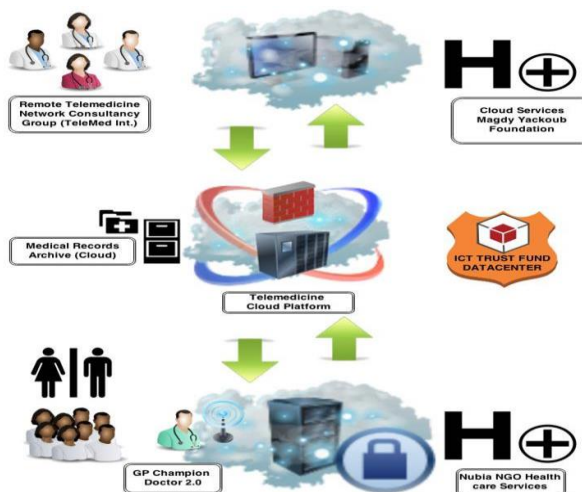 Remote Telemedicine
Network Consultancy
Group (TeleMed Int.)
Cloud Services
Magdy Yackoub
Foundation
Medical Records
Archive (Cloud)
ICT TRUST FUND
DATACENTER
Telemedicine
Cloud Platform
GP Champion
Doctor 2.0
Nubia NGO Health
care Services